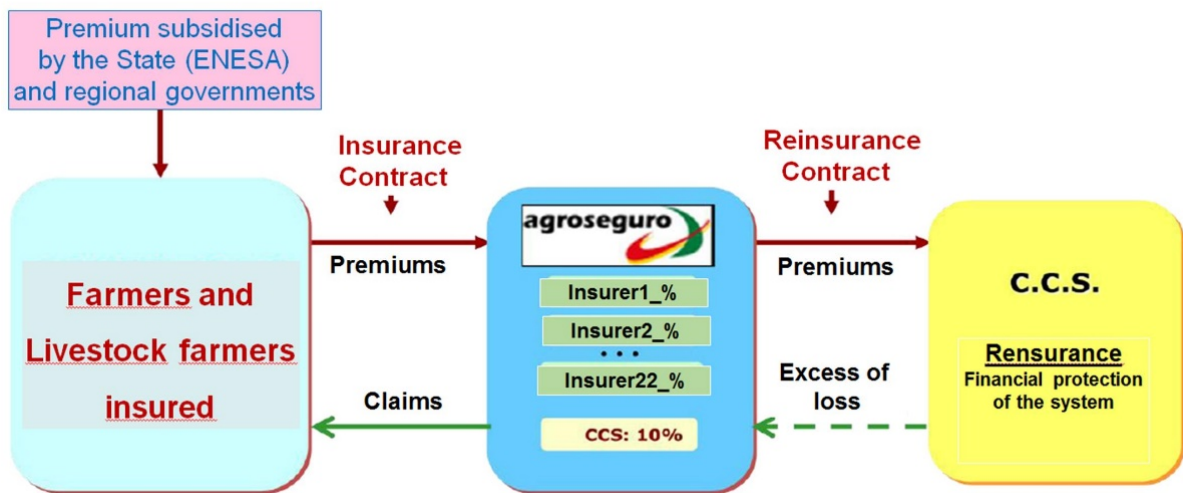 Premium subsidised
by the State (ENESA)
and regional governments
Insurance
Contract
Reinsurance
Contract
agroseguro
Premiums
Premiums
Farmers and
Livestock farmers
insured
Insurer1_%
Insurer2_%
...
Insurer22_%
CCS: 10%
Claims
Excess of
loss
C.C.S.
Rensurance
Financial protection
of the system